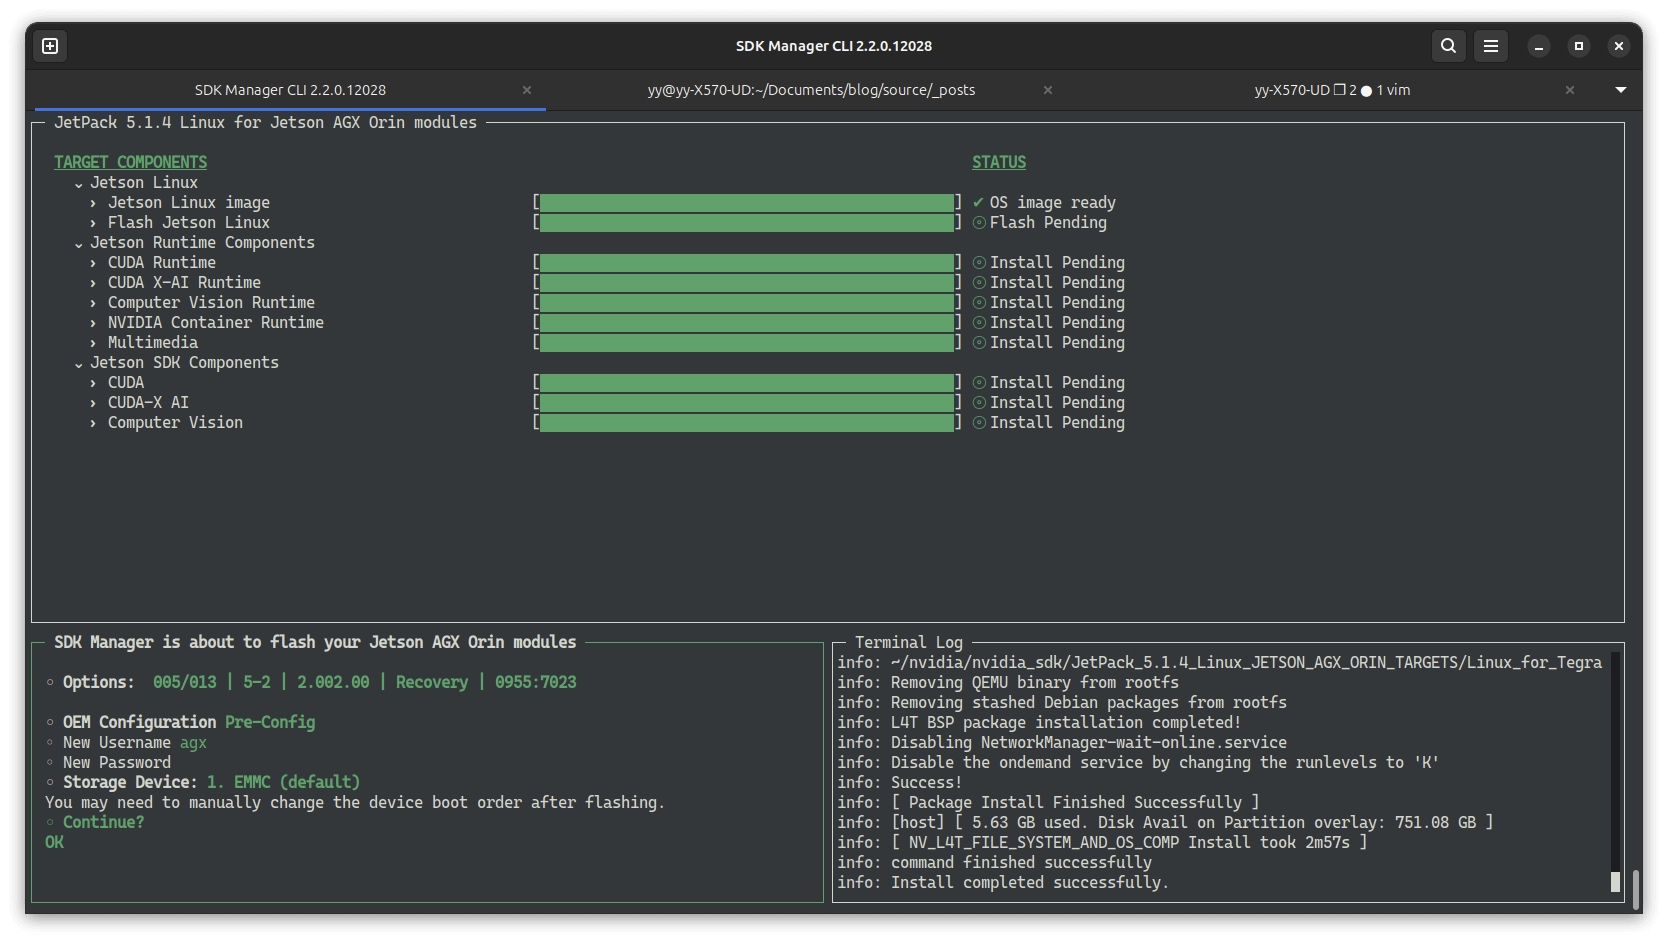 SDK Manager CLI 2.2.0.12028
SDK Manager CLI 2.2.0.12028 × yy@yy-X570-UD:~/Documents/blog/source/_posts × yy-X570-UD ❐ 2 ● 1 vim ×
JetPack 5.1.4 Linux for Jetson AGX Orin modules
TARGET COMPONENTS STATUS
⌄ Jetson Linux
› Jetson Linux image [ ] ✔ OS image ready
› Flash Jetson Linux [ ] ⊙ Flash Pending
⌄ Jetson Runtime Components
› CUDA Runtime [ ] ⊙ Install Pending
› CUDA X-AI Runtime [ ] ⊙ Install Pending
› Computer Vision Runtime [ ] ⊙ Install Pending
› NVIDIA Container Runtime [ ] ⊙ Install Pending
› Multimedia [ ] ⊙ Install Pending
⌄ Jetson SDK Components
› CUDA [ ] ⊙ Install Pending
› CUDA-X AI [ ] ⊙ Install Pending
› Computer Vision [ ] ⊙ Install Pending
SDK Manager is about to flash your Jetson AGX Orin modules
◦ Options: 005/013 | 5-2 | 2.002.00 | Recovery | 0955:7023
◦ OEM Configuration Pre-Config
◦ New Username agx
◦ New Password
◦ Storage Device: 1. EMMC (default)
You may need to manually change the device boot order after flashing.
◦ Continue?
OK
Terminal Log
info: ~/nvidia/nvidia_sdk/JetPack_5.1.4_Linux_JETSON_AGX_ORIN_TARGETS/Linux_for_Tegra
info: Removing QEMU binary from rootfs
info: Removing stashed Debian packages from rootfs
info: L4T BSP package installation completed!
info: Disabling NetworkManager-wait-online.service
info: Disable the ondemand service by changing the runlevels to 'K'
info: Success!
info: [ Package Install Finished Successfully ]
info: [host] [ 5.63 GB used. Disk Avail on Partition overlay: 751.08 GB ]
info: [ NV_L4T_FILE_SYSTEM_AND_OS_COMP Install took 2m57s ]
info: command finished successfully
info: Install completed successfully.